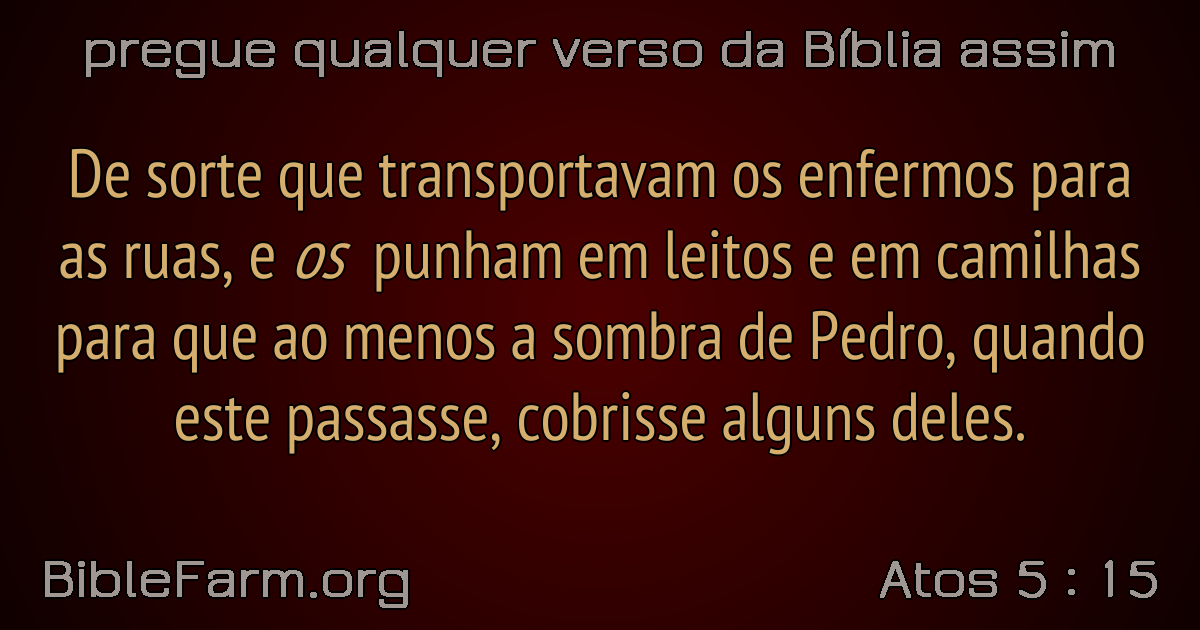 pregue qualquer verso da Bíblia assim
De sorte que transportavam os enfermos para
as ruas, e os punham em leitos e em camilhas
para que ao menos a sombra de Pedro, quando
este passasse, cobrisse alguns deles.
BibleFarm.org
Atos 5 : 15